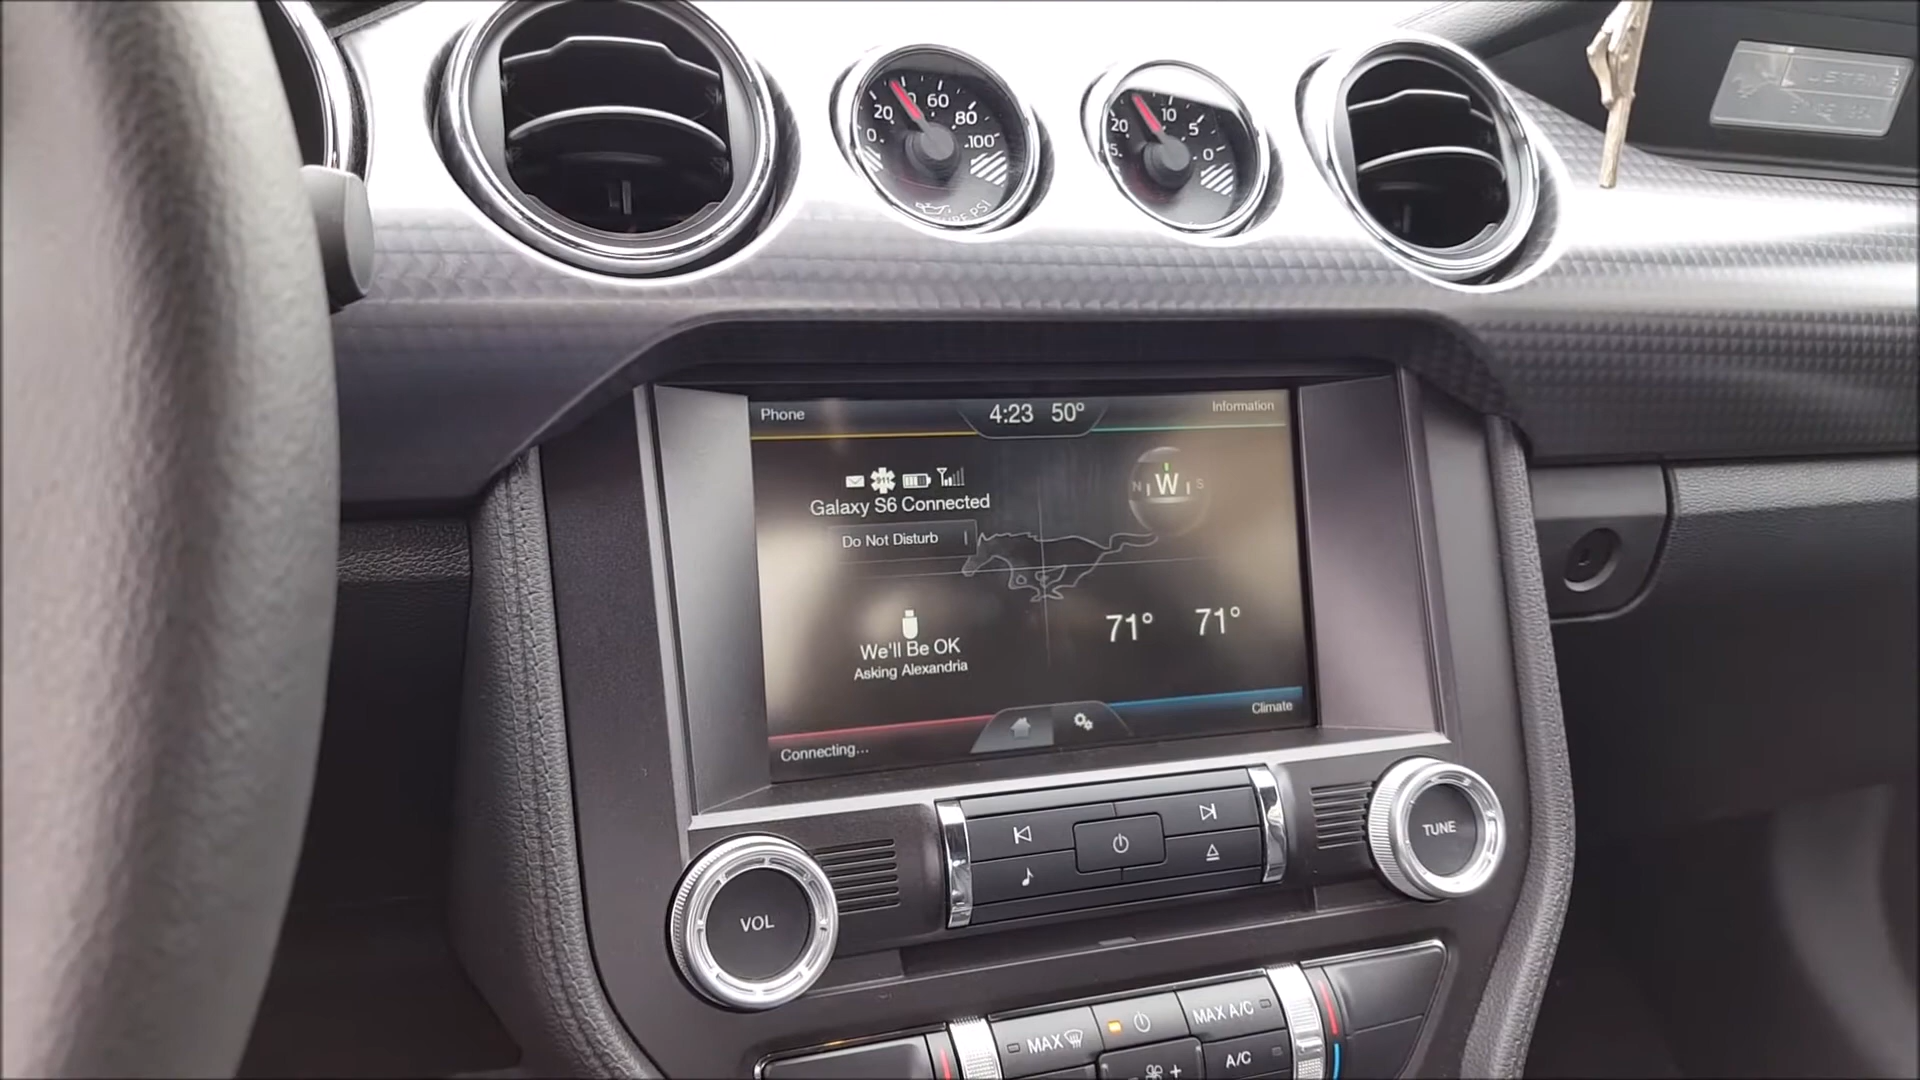 20
60
80
0
100
PSI
20
10
5
0
Phone
4:23 50°
Information
N W S
Galaxy S6 Connected
Do Not Disturb
We'll Be OK
Asking Alexandria
71° 71°
Connecting...
Climate
VOL
TUNE
MAX
MAX A/C
A/C
+